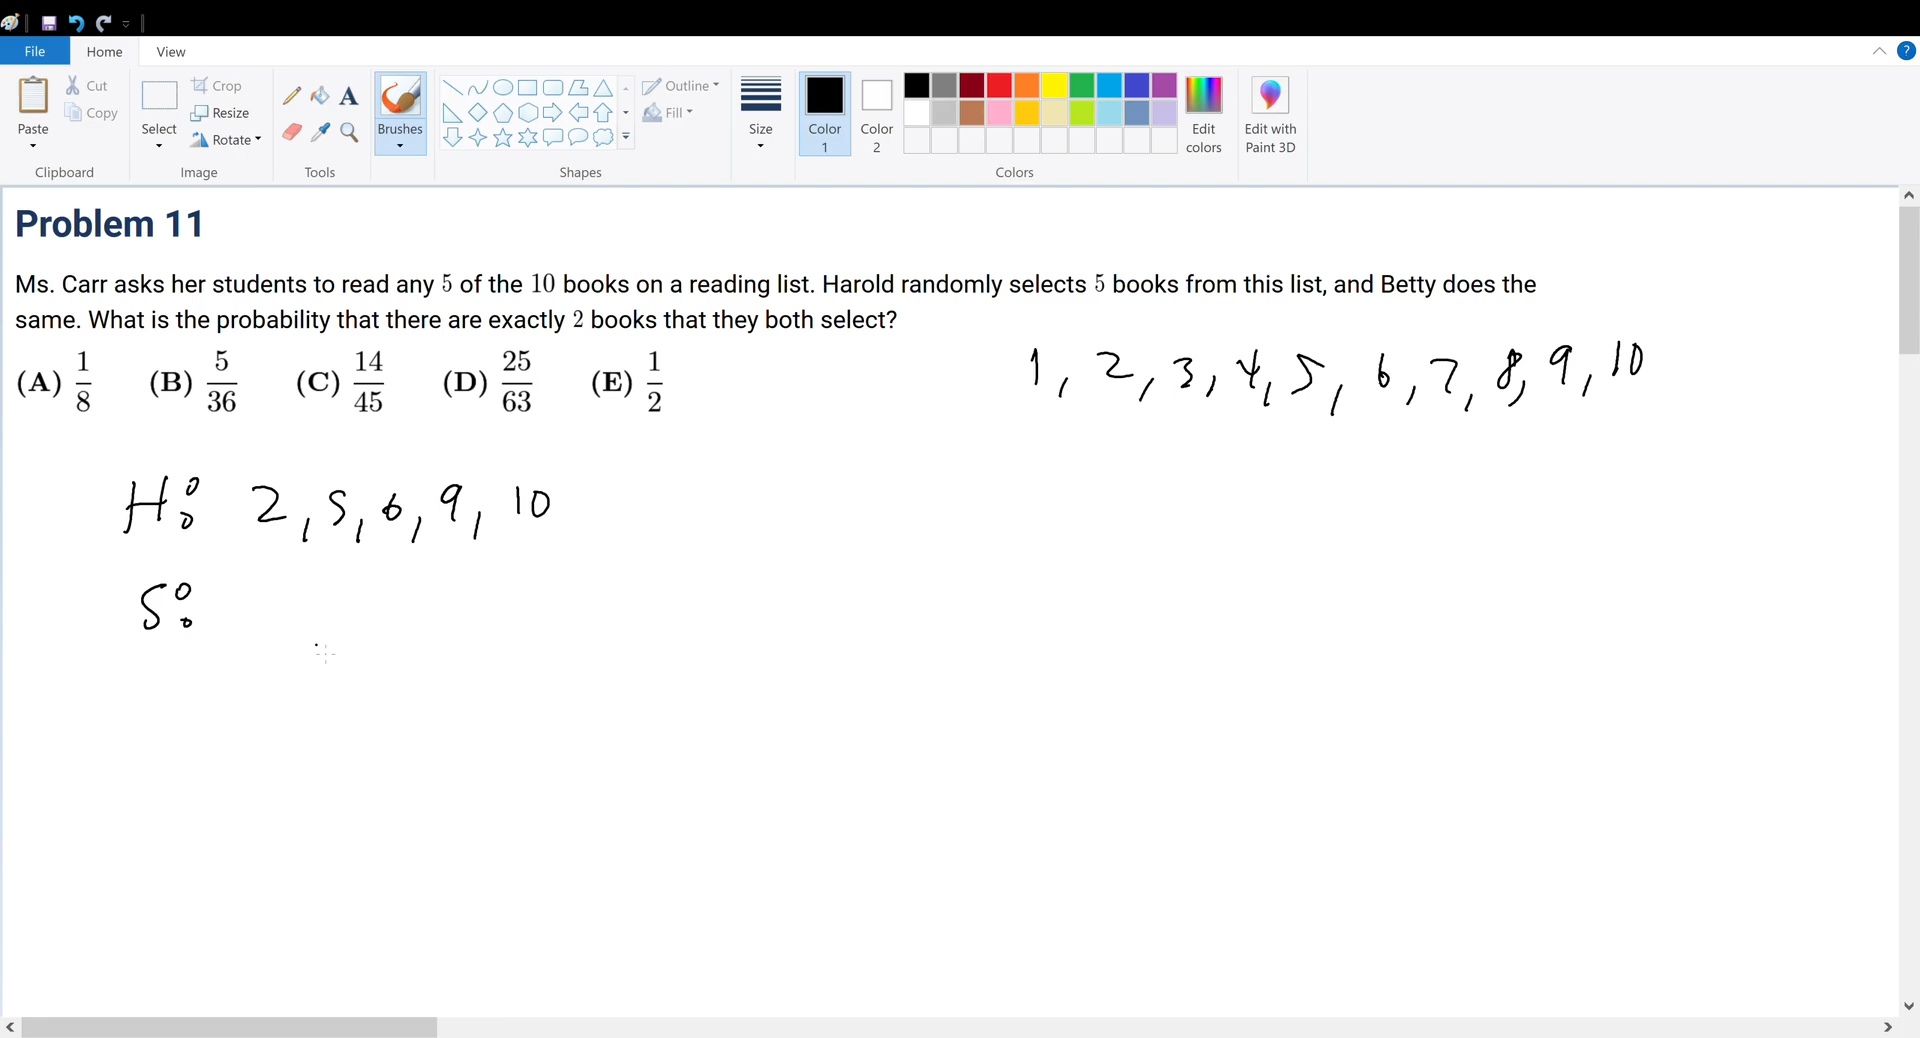 File Home View
Paste Cut Copy Clipboard
Select Crop Resize Rotate Image
A Tools
Brushes
Outline Fill Shapes
Size
Color 1 Color 2 Edit colors Colors
Edit with Paint 3D
?
Problem 11
Ms. Carr asks her students to read any 5 of the 10 books on a reading list. Harold randomly selects 5 books from this list, and Betty does the
same. What is the probability that there are exactly 2 books that they both select?
(A) 1/8 (B) 5/36 (C) 14/45 (D) 25/63 (E) 1/2
1, 2, 3, 4, 5, 6, 7, 8, 9, 10
H: 2, 5, 6, 9, 10
S: